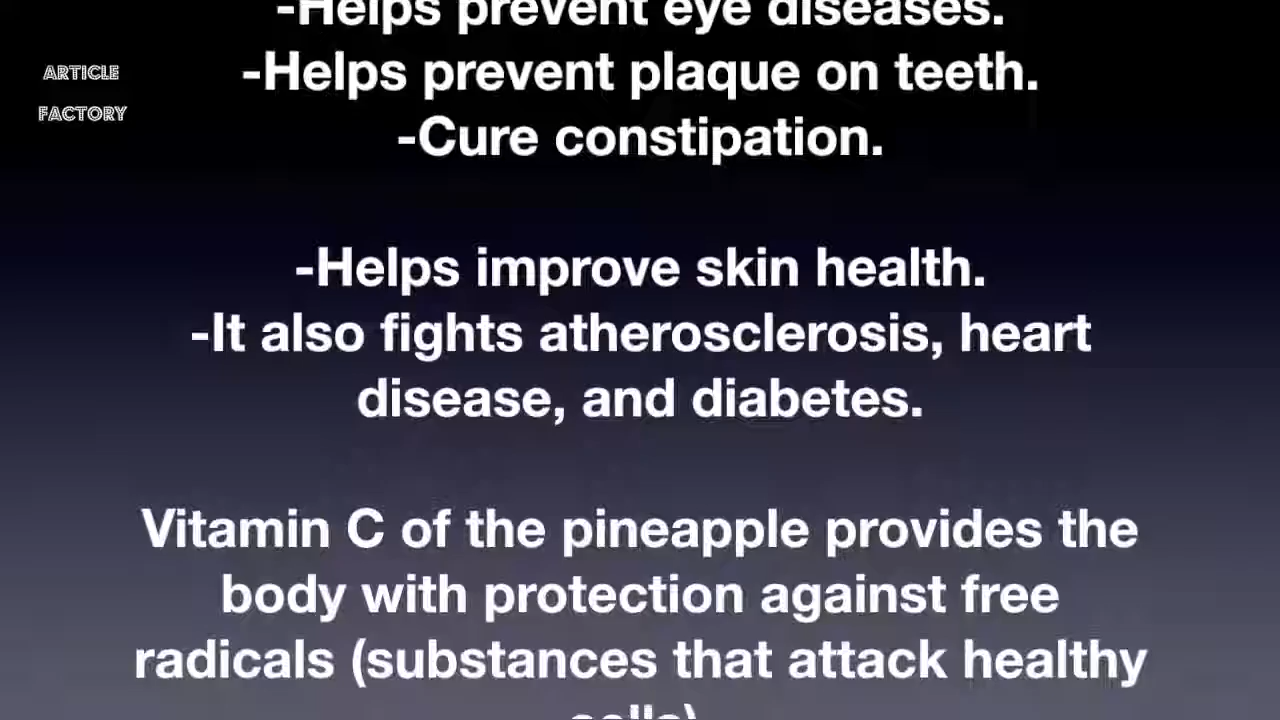 -Helps prevent eye diseases.
ARTICLE
FACTORY
-Helps prevent plaque on teeth.
-Cure constipation.
-Helps improve skin health.
-It also fights atherosclerosis, heart
disease, and diabetes.
Vitamin C of the pineapple provides the
body with protection against free
radicals (substances that attack healthy
cells)